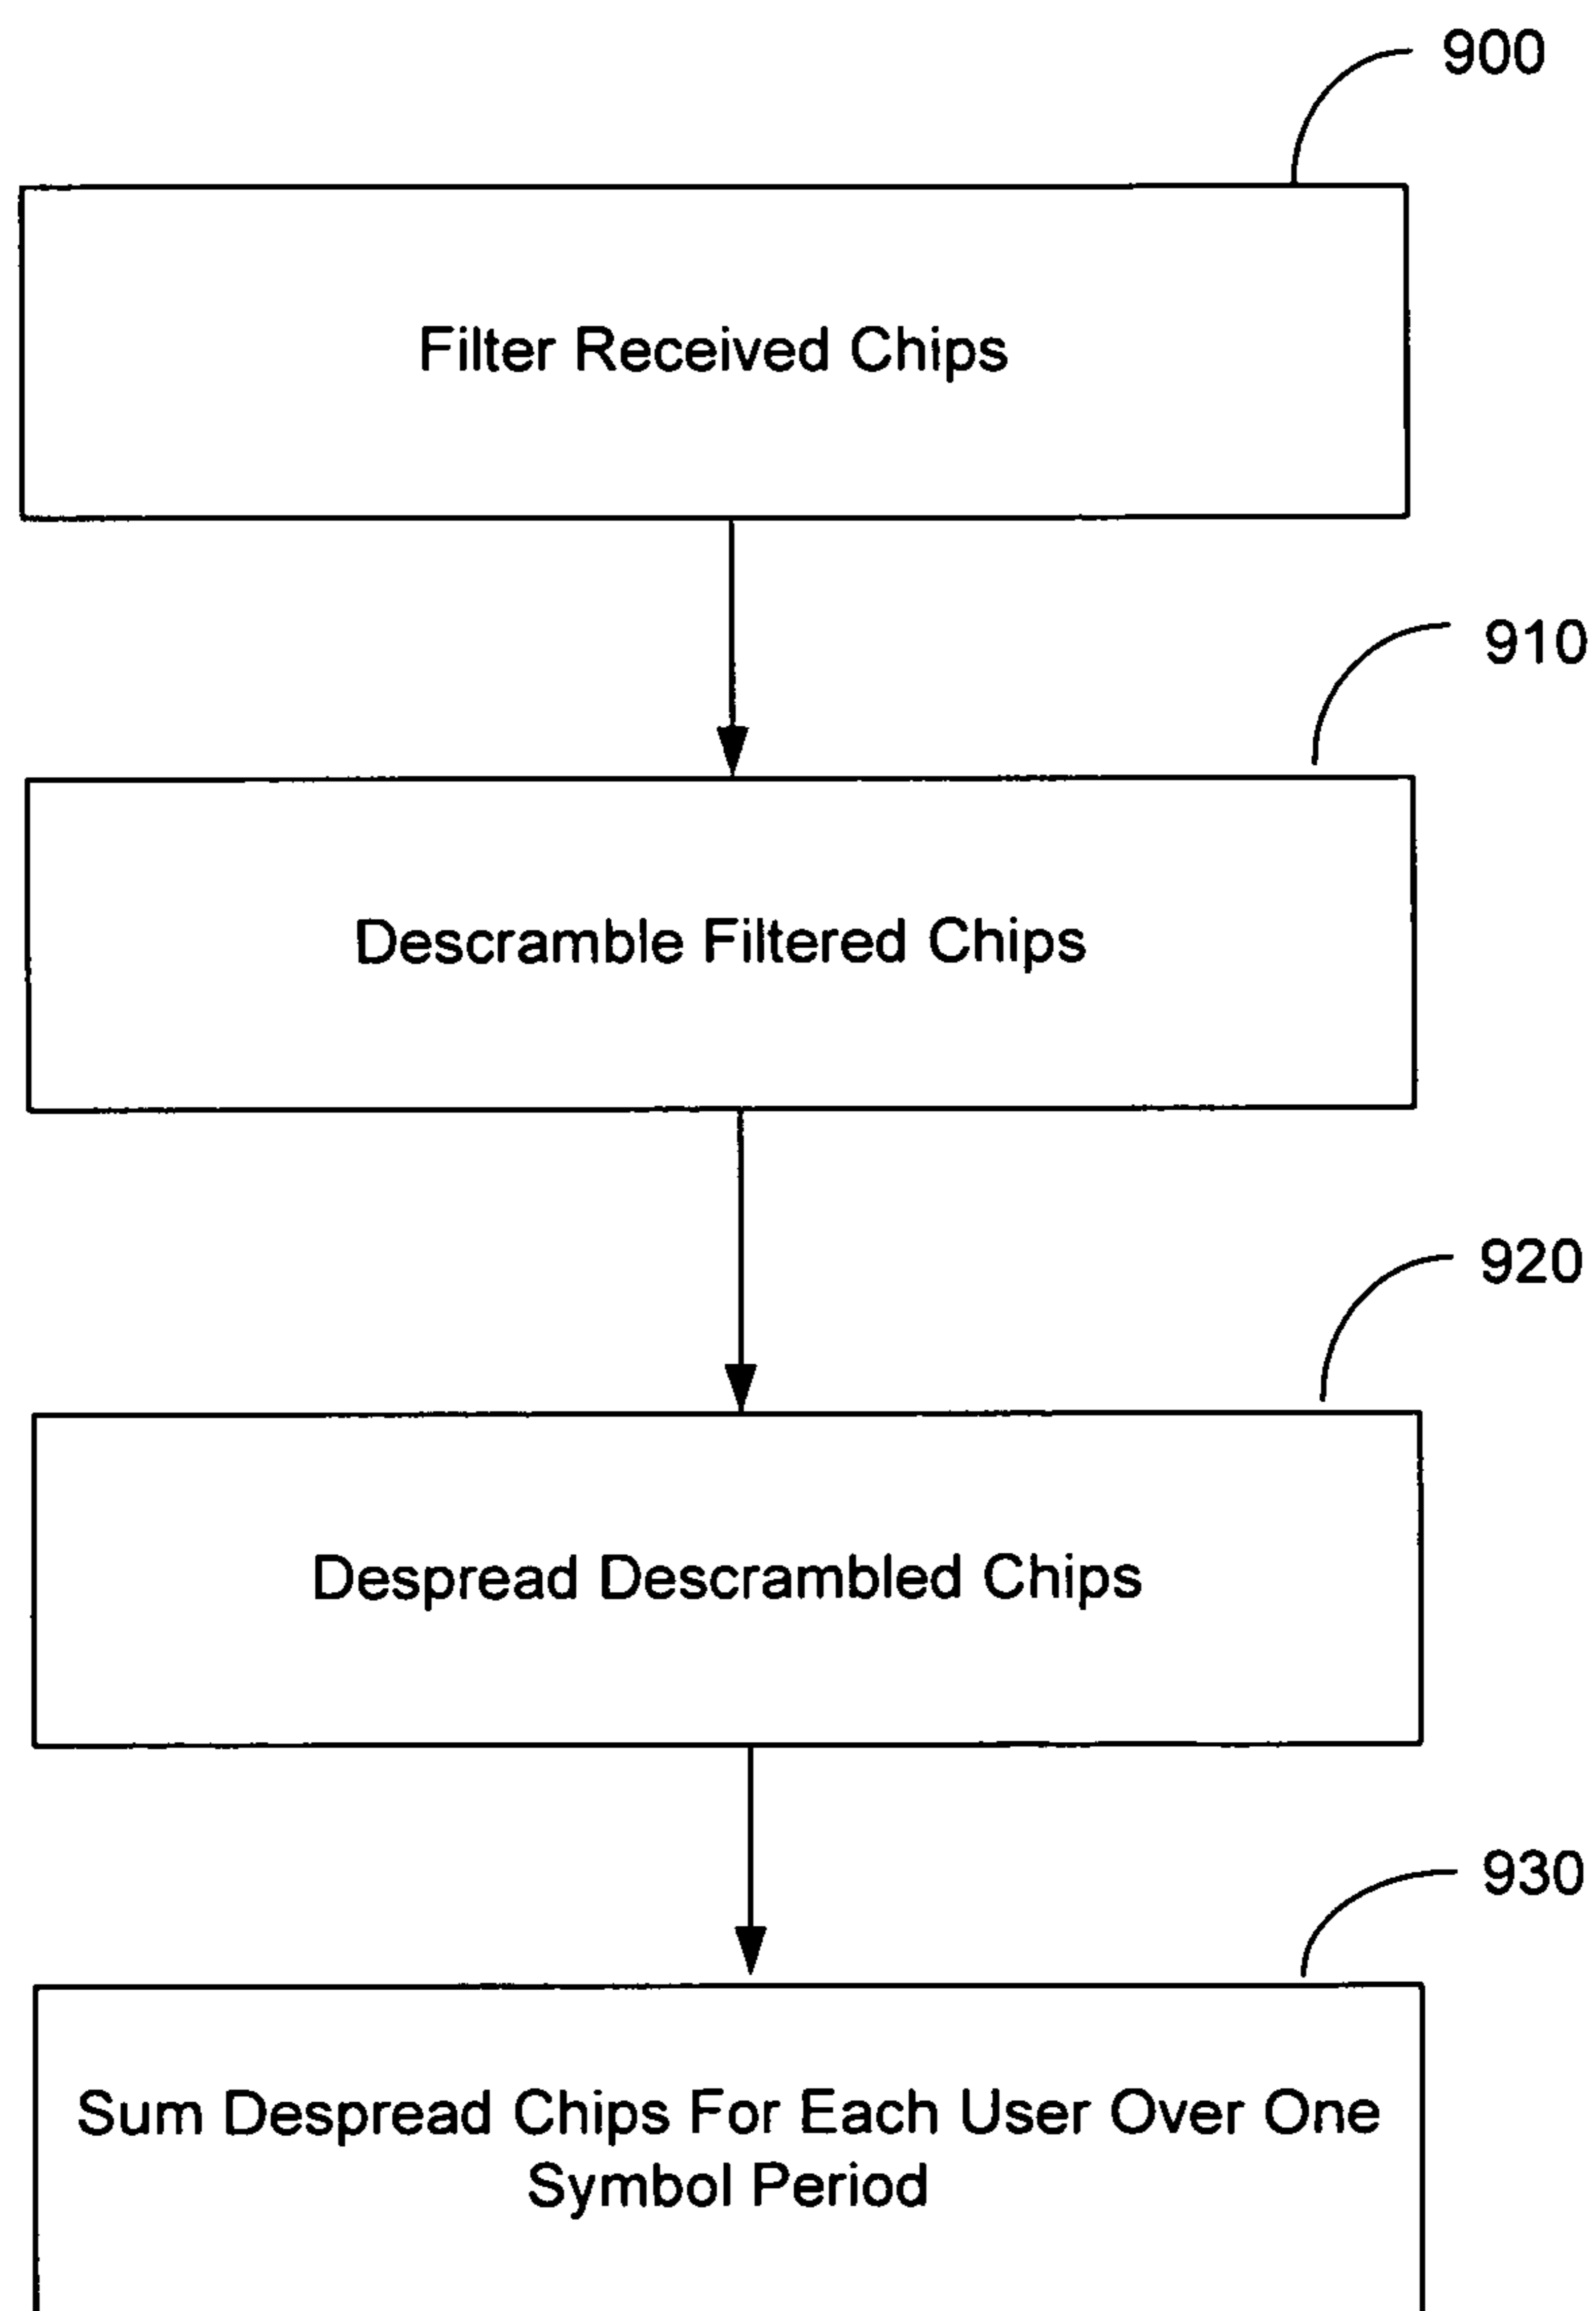 900
Filter Received Chips
910
Descramble Filtered Chips
920
Despread Descrambled Chips
930
Sum Despread Chips For Each User Over One
Symbol Period